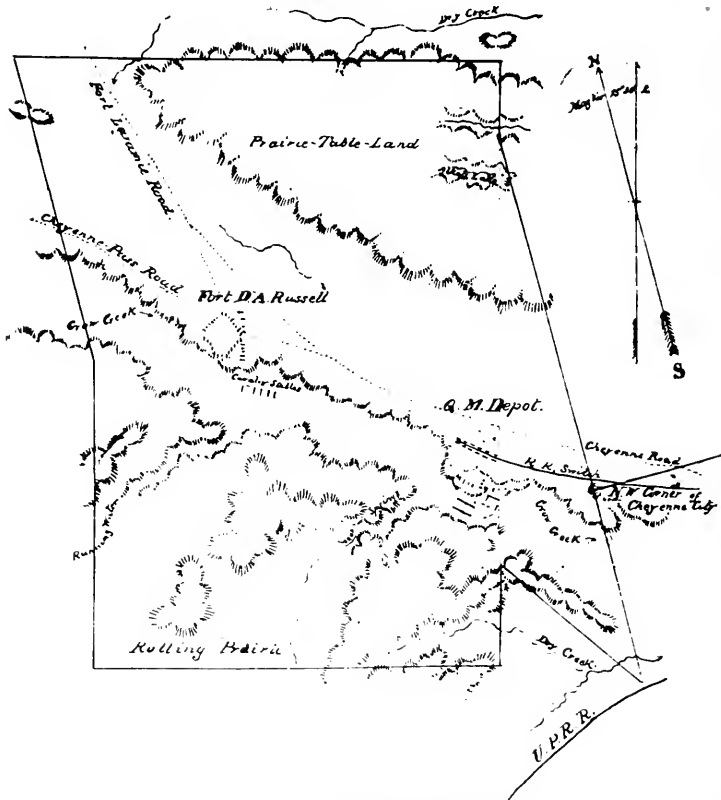 Dry Creek
N
Fort Laramie Road.
Prairie-Table-Land
Cheyenne Pass Road
Fort D.A. Russell
Crow Creek
S
Cavalry Stables
Q. M. Depot.
Cheyenne Road
R. R. Switch
N W Corner of
Cheyenne City
Crow Creek
Running Water
Rolling Prairie
Dry Creek
U. P. R. R.